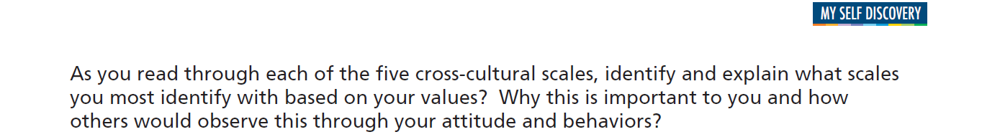 MY SELF DISCOVERY
As you read through each of the five cross-cultural scales, identify and explain what scales
you most identify with based on your values?  Why this is important to you and how
others would observe this through your attitude and behaviors?